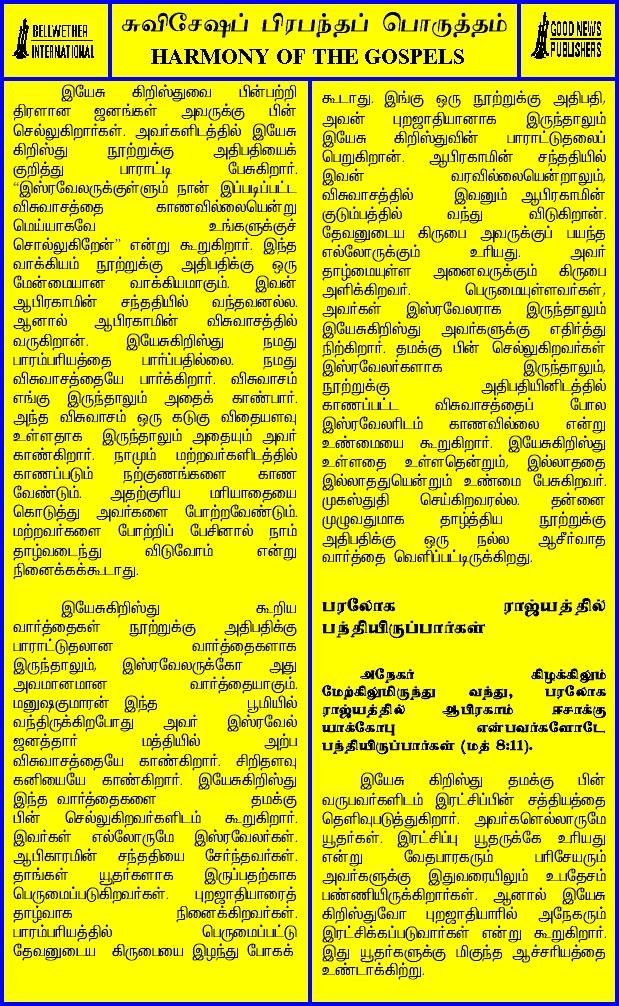 BELLWETHER
INTERNATIONAL
சுவிசேஷப் பிரபந்தப் பொருத்தம்
HARMONY OF THE GOSPELS
GOOD NEWS
PUBLISHERS
இயேசு கிறிஸ்துவை பின்பற்றி
திரளான ஜனங்கள் அவருக்கு பின்
செல்லுகிறார்கள். அவர்களிடத்தில் இயேசு
கிறிஸ்து நூற்றுக்கு அதிபதியைக்
குறித்து பாராட்டி பேசுகிறார்.
“இஸ்ரவேலருக்குள்ளும் நான் இப்படிப்பட்ட
விசுவாசத்தை காணவில்லையென்று
மெய்யாகவே உங்களுக்குச்
சொல்லுகிறேன்” என்று கூறுகிறார். இந்த
வாக்கியம் நூற்றுக்கு அதிபதிக்கு ஒரு
மேன்மையான வாக்கியமாகும். இவன்
ஆபிரகாமின் சந்ததியில் வந்தவனல்ல.
ஆனால் ஆபிரகாமின் விசுவாசத்தில்
வருகிறான். இயேசுகிறிஸ்து நமது
பாரம்பரியத்தை பார்ப்பதில்லை. நமது
விசுவாசத்தையே பார்க்கிறார். விசுவாசம்
எங்கு இருந்தாலும் அதைக் காண்பார்.
அந்த விசுவாசம் ஒரு கடுகு விதையளவு
உள்ளதாக இருந்தாலும் அதையும் அவர்
காண்கிறார். நாமும் மற்றவர்களிடத்தில்
காணப்படும் நற்குணங்களை காண
வேண்டும். அதற்குரிய மரியாதையை
கொடுத்து அவர்களை போற்றவேண்டும்.
மற்றவர்களை போற்றிப் பேசினால் நாம்
தாழ்வடைந்து விடுவோம் என்று
நினைக்கக்கூடாது.
இயேசுகிறிஸ்து கூறிய
வார்த்தைகள் நூற்றுக்கு அதிபதிக்கு
பாராட்டுதலான வார்த்தைகளாக
இருந்தாலும், இஸ்ரவேலருக்கோ அது
அவமானமான வார்த்தையாகும்.
மனுஷகுமாரன் இந்த பூமியில்
வந்திருக்கிறபோது அவர் இஸ்ரவேல்
ஜனத்தார் மத்தியில் அற்ப
விசுவாசத்தையே காண்கிறார். சிறிதளவு
கனியையே காண்கிறார். இயேசுகிறிஸ்து
இந்த வார்த்தைகளை தமக்கு
பின் செல்லுகிறவர்களிடம் கூறுகிறார்.
இவர்கள் எல்லோருமே இஸ்ரவேலர்கள்.
ஆபிகாரமின் சந்ததியை சேர்ந்தவர்கள்.
தாங்கள் யூதர்களாக இருப்பதற்காக
பெருமைப்படுகிறவர்கள். புறஜாதியாரைத்
தாழ்வாக நினைக்கிறவர்கள்.
பாரம்பரியத்தில் பெருமைப்பட்டு
தேவனுடைய கிருபையை இழந்து போகக்
கூடாது. இங்கு ஒரு நூற்றுக்கு அதிபதி,
அவன் புறஜாதியானாக இருந்தாலும்
இயேசு கிறிஸ்துவின் பாராட்டுதலைப்
பெறுகிறான். ஆபிரகாமின் சந்ததியில்
இவன் வரவில்லையென்றாலும்,
விசுவாசத்தில் இவனும் ஆபிரகாமின்
குடும்பத்தில் வந்து விடுகிறான்.
தேவனுடைய கிருபை அவருக்குப் பயந்த
எல்லோருக்கும் உரியது. அவர்
தாழ்மையுள்ள அனைவருக்கும் கிருபை
அளிக்கிறவர். பெருமையுள்ளவர்கள்,
அவர்கள் இஸ்ரவேலராக இருந்தாலும்
இயேசுகிறிஸ்து அவர்களுக்கு எதிர்த்து
நிற்கிறார். தமக்கு பின் செல்லுகிறவர்கள்
இஸ்ரவேலர்களாக இருந்தாலும்,
நூரற்றுக்கு அதிபதியினிடத்தில்
காணப்பட்ட விசுவாசத்தைப் போல
இஸ்ரவேலரிடம் காணவில்லை என்று
உண்மையை கூறுகிறார். இயேசுகிறிஸ்து
உள்ளதை உள்ளதென்றும், இல்லாததை
இல்லாததுயென்றும் உண்மை பேசுகிறவர்.
முகஸ்துதி செய்கிறவரல்ல. தன்னை
முழுவதுமாக தாழ்த்திய நூற்றுக்கு
அதிபதிக்கு ஒரு நல்ல ஆசீர்வாத
வார்த்தை வெளிப்பட்டிருக்கிறது.
பரலோக ராஜ்யத்தில்
பந்தியிருப்பார்கள்
அநேகர் கிழக்கிலும்
மேற்கிலுமிருந்து வந்து, பரலோக
ராஜ்யத்தில் ஆபிரகாம் ஈசாக்கு
யாக்கோபு என்பவர்களோடே
பந்தியிருப்பார்கள் (மத் 8:11).
இயேசு கிறிஸ்து தமக்கு பின்
வருபவர்களிடம் இரட்சிப்பின் சத்தியத்தை
தெளிவுபடுத்துகிறார். அவர்களெல்லாருமே
யூதர்கள். இரட்சிப்பு யூதருக்கே உரியது
என்று வேதபாரகரும் பரிசேயரும்
அவர்களுக்கு இதுவரையிலும் உபதேசம்
பண்ணியிருக்கிறார்கள். ஆனால் இயேசு
கிறிஸ்துவோ புறஜாதியாரில் அநேகரும்
இரட்சிக்கப்படுவார்கள் என்று கூறுகிறார்.
இது யூதர்களுக்கு மிகுந்த ஆச்சரியத்தை
உண்டாக்கிற்று.